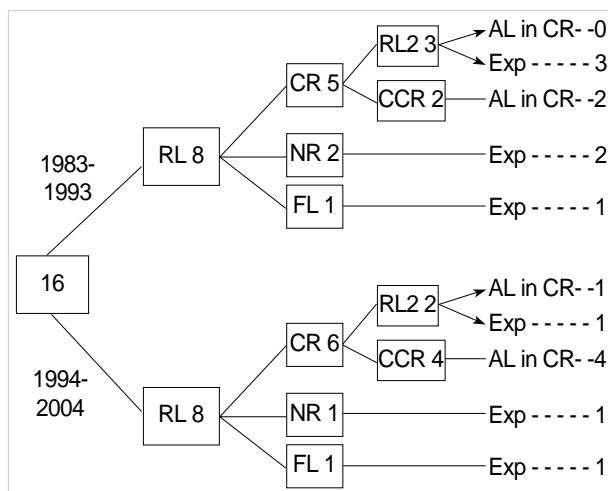 RL2 3
AL in CR- -0
Exp - - - - - 3
CR 5
CCR 2
AL in CR- -2
1983-
1993
RL 8
NR 2
Exp - - - - - 2
FL 1
Exp - - - - - 1
16
RL2 2
AL in CR- -1
Exp - - - - - 1
CR 6
CCR 4
AL in CR- -4
1994-
2004
RL 8
NR 1
Exp - - - - - 1
FL 1
Exp - - - - - 1